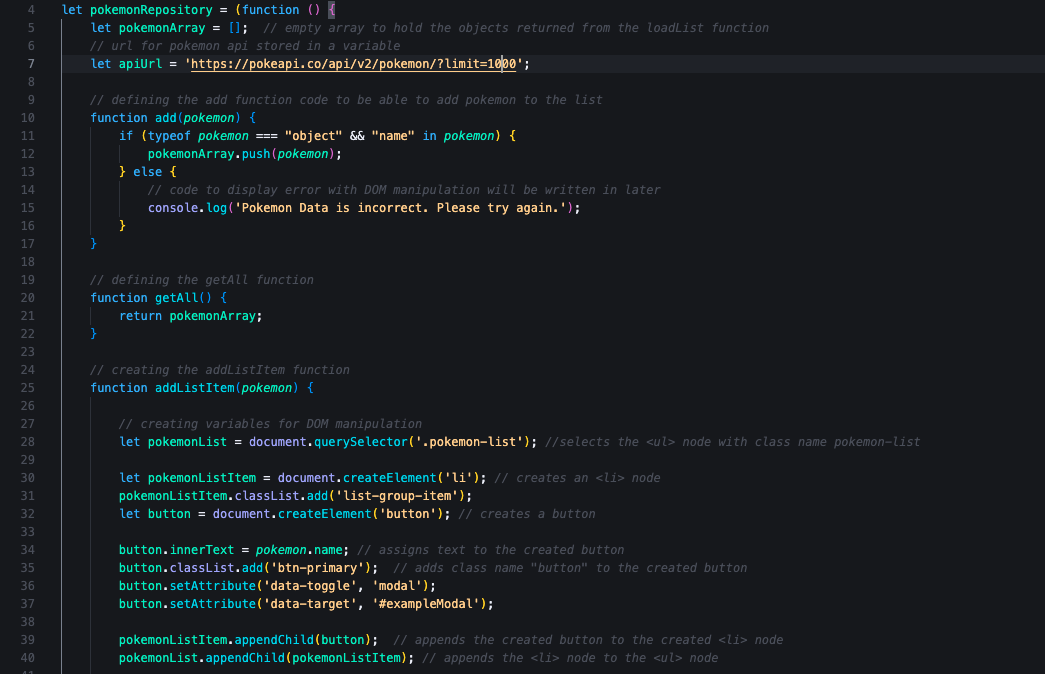 4 let pokemonRepository = (function () {
5 let pokemonArray = []; // empty array to hold the objects returned from the loadList function
6 // url for pokemon api stored in a variable
7 let apiUrl = 'https://pokeapi.co/api/v2/pokemon/?limit=1000';
8
9 // defining the add function code to be able to add pokemon to the list
10 function add(pokemon) {
11 if (typeof pokemon === "object" && "name" in pokemon) {
12 pokemonArray.push(pokemon);
13 } else {
14 // code to display error with DOM manipulation will be written in later
15 console.log('Pokemon Data is incorrect. Please try again.');
16 }
17 }
18
19 // defining the getAll function
20 function getAll() {
21 return pokemonArray;
22 }
23
24 // creating the addListItem function
25 function addListItem(pokemon) {
26
27 // creating variables for DOM manipulation
28 let pokemonList = document.querySelector('.pokemon-list'); //selects the <ul> node with class name pokemon-list
29
30 let pokemonListItem = document.createElement('li'); // creates an <li> node
31 pokemonListItem.classList.add('list-group-item');
32 let button = document.createElement('button'); // creates a button
33
34 button.innerText = pokemon.name; // assigns text to the created button
35 button.classList.add('btn-primary'); // adds class name "button" to the created button
36 button.setAttribute('data-toggle', 'modal');
37 button.setAttribute('data-target', '#exampleModal');
38
39 pokemonListItem.appendChild(button); // appends the created button to the created <li> node
40 pokemonList.appendChild(pokemonListItem); // appends the <li> node to the <ul> node